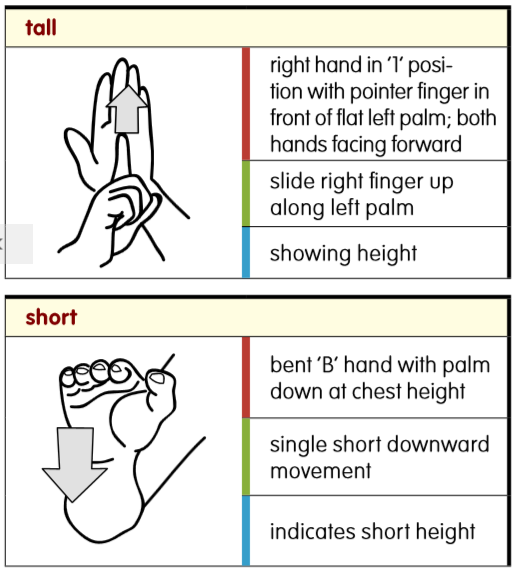 tall
right hand in ‘1’ posi-
tion with pointer finger in
front of flat left palm; both
hands facing forward
slide right finger up
along left palm
showing height
short
bent ‘B’ hand with palm
down at chest height
single short downward
movement
indicates short height